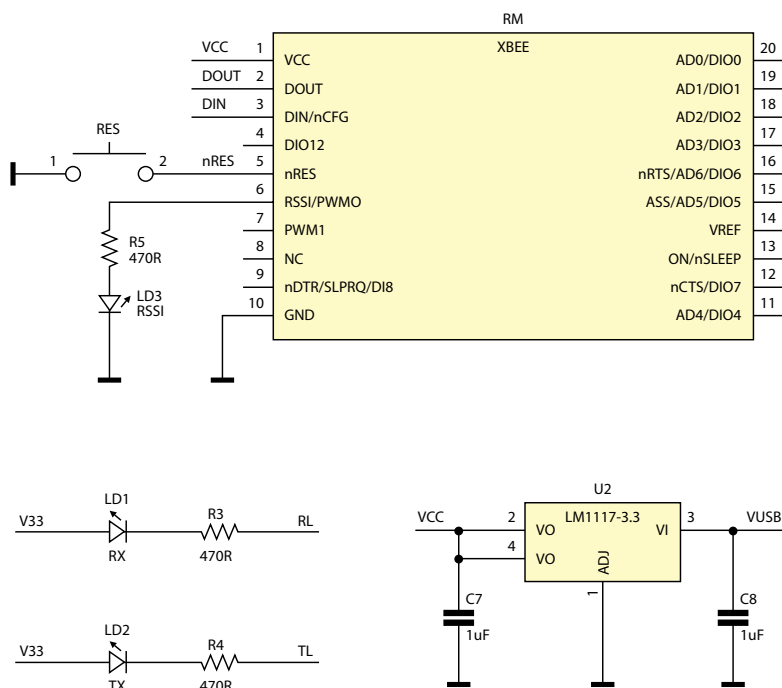 RM
XBEE
VCC 1 VCC
DOUT 2 DOUT
DIN 3 DIN/nCFG
4 DIO12
RES
1 2 nRES 5 nRES
6 RSSI/PWMO
7 PWM1
8 NC
9 nDTR/SLPRQ/DI8
10 GND
AD0/DIO0 20
AD1/DIO1 19
AD2/DIO2 18
AD3/DIO3 17
nRTS/AD6/DIO6 16
ASS/AD5/DIO5 15
VREF 14
ON/nSLEEP 13
nCTS/DIO7 12
AD4/DIO4 11
R5
470R
LD3
RSSI
LD1
V33 R3 RL
RX 470R
LD2
V33 R4 TL
TX 470R
U2
LM1117-3.3
VCC 2 VO VI 3 VUSB
4 VO
ADJ
1
C7
1uF
C8
1uF